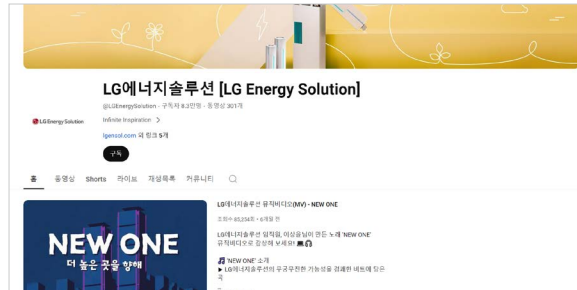 LG에너지솔루션 [LG Energy Solution]
@LGEnergySolution · 구독자 8.2만명 · 동영상 301개
LG Energy Solution
Infinite Inspiration >
lgensol.com 외 링크 5개
구독
홈 동영상 Shorts 라이브 재생목록 커뮤니티
LG에너지솔루션 뮤직비디오(MV) - NEW ONE
조회수 83,234회 • 6개월 전
LG에너지솔루션 임직원, 이상음님이 만든 노래 'NEW ONE'
뮤직비디오로 감상해 보세요!
NEW ONE
더 높은 곳을 향해
'NEW ONE' 소개
▶ LG에너지솔루션의 무궁무진한 가능성을 경쾌한 비트에 담은
곡